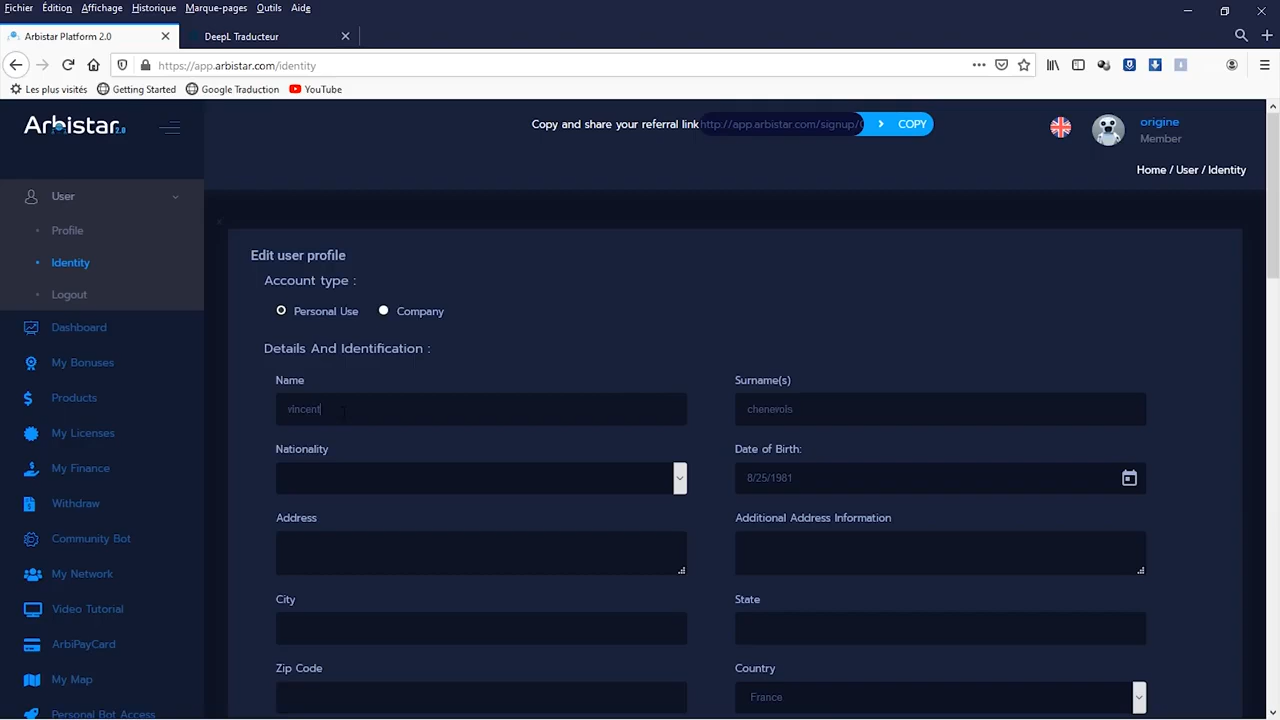 Fichier Édition Affichage Historique Marque-pages Outils Aide
Arbistar Platform 2.0
DeepL Traducteur
https://app.arbistar.com/identity
Les plus visités Getting Started Google Traduction YouTube
Arbistar 2.0
Copy and share your referral link http://app.arbistar.com/signup/ COPY
origine
Member
Home / User / Identity
User
Profile
Identity
Logout
Dashboard
My Bonuses
Products
My Licenses
My Finance
Withdraw
Community Bot
My Network
Video Tutorial
ArbiPayCard
My Map
Personal Bot Access
Edit user profile
Account type :
Personal Use Company
Details And Identification :
Name Surname(s)
vincent chenevols
Nationality Date of Birth:
8/25/1981
Address Additional Address Information
City State
Zip Code Country
France